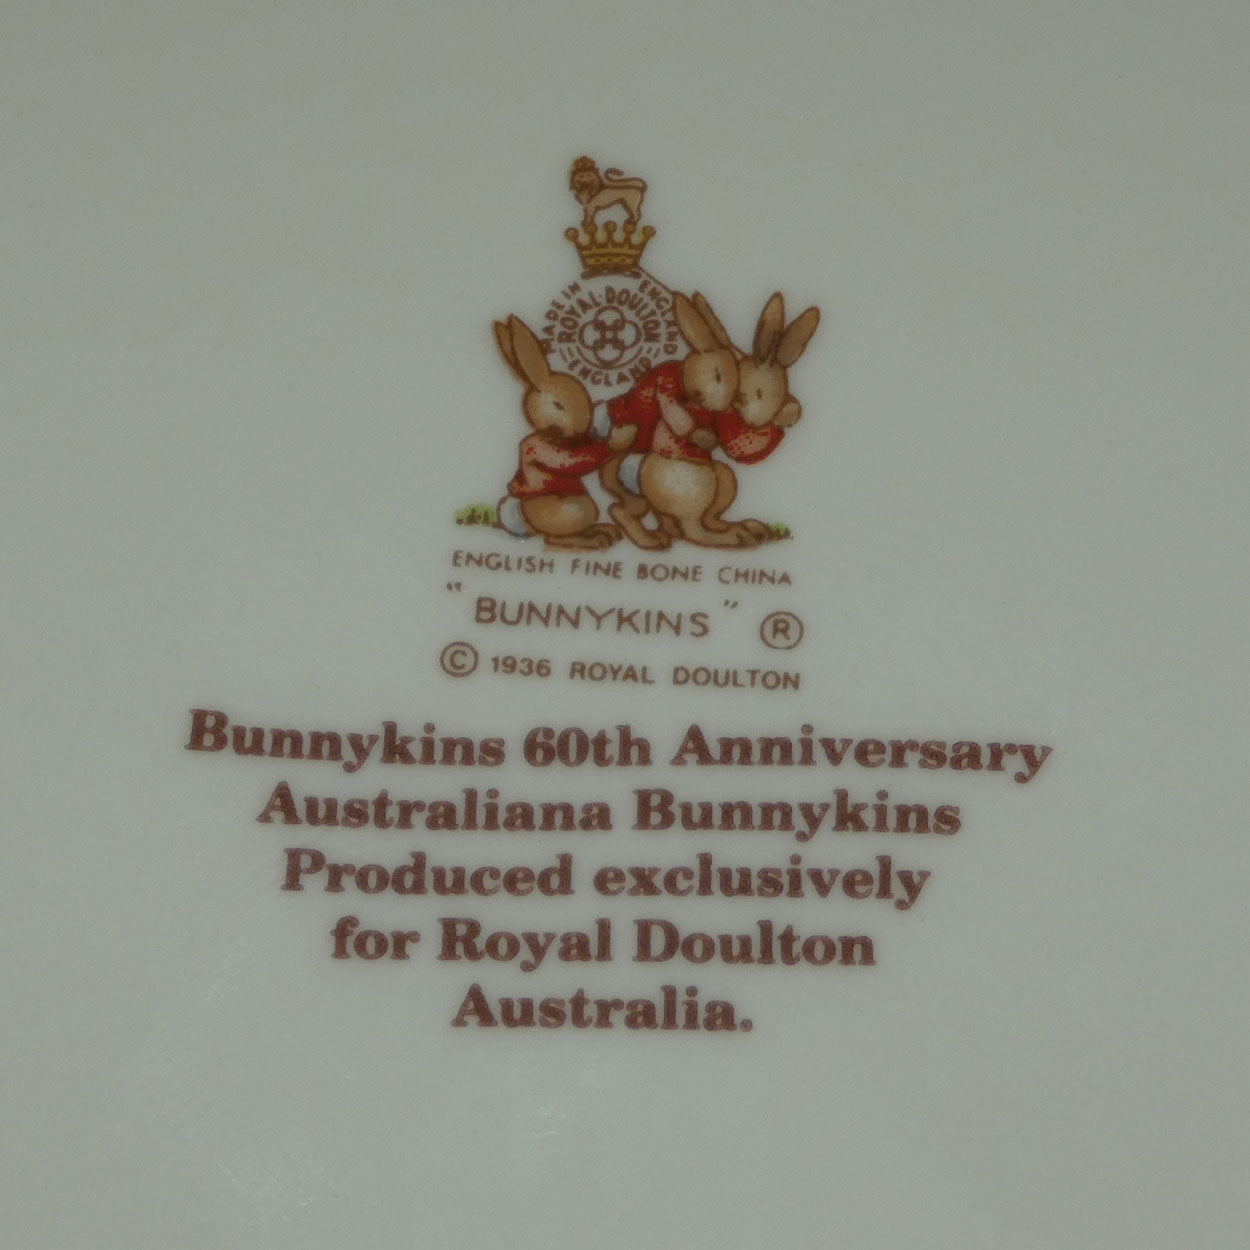 MADE IN ENGLAND
ROYAL·DOULTON
ENGLAND
ENGLISH FINE BONE CHINA
"BUNNYKINS" ®
© 1936 ROYAL DOULTON
Bunnykins 60th Anniversary
Australiana Bunnykins
Produced exclusively
for Royal Doulton
Australia.